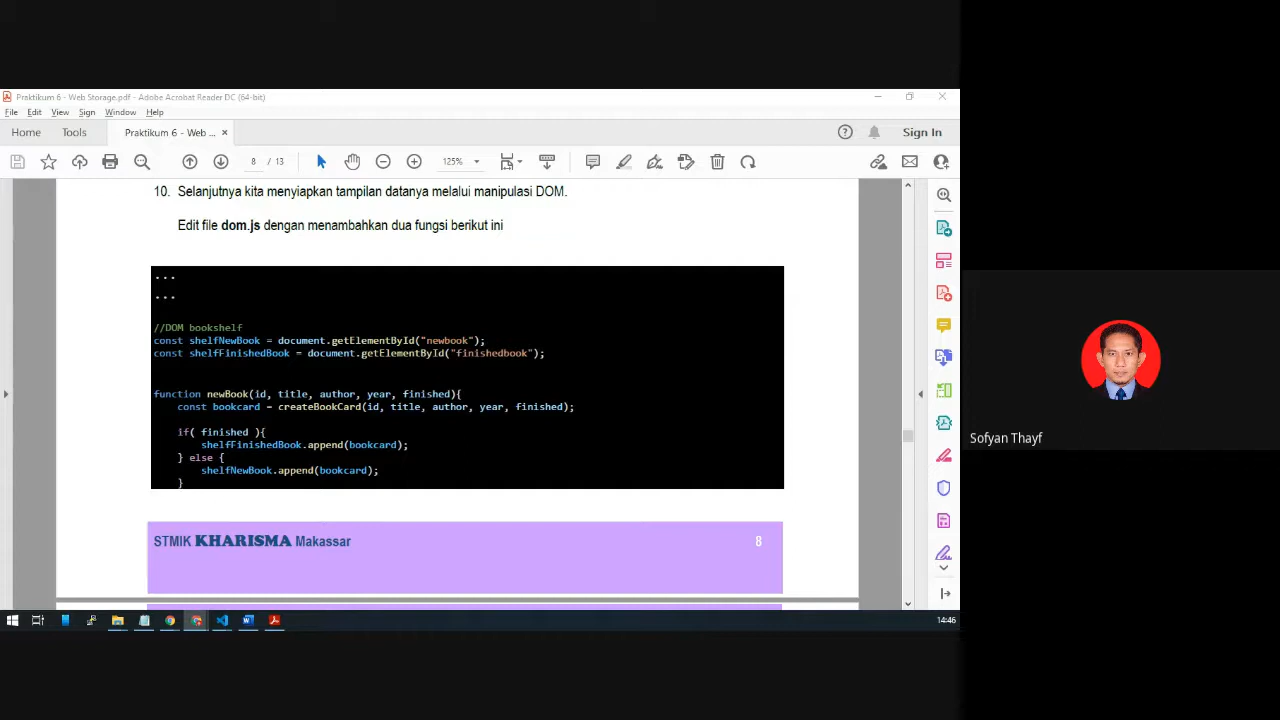 Praktikum 6 - Web Storage.pdf - Adobe Acrobat Reader DC (64-bit)
File Edit View Sign Window Help
Home Tools Praktikum 6 - Web ... × Sign In
8 / 13 125%
10. Selanjutnya kita menyiapkan tampilan datanya melalui manipulasi DOM.
Edit file dom.js dengan menambahkan dua fungsi berikut ini
...
...
//DOM bookshelf
const shelfNewBook = document.getElementById("newbook");
const shelfFinishedBook = document.getElementById("finishedbook");
function newBook(id, title, author, year, finished){
const bookcard = createBookCard(id, title, author, year, finished);
if( finished ){
shelfFinishedBook.append(bookcard);
} else {
shelfNewBook.append(bookcard);
}
STMIK KHARISMA Makassar 8
14:46
Sofyan Thayf